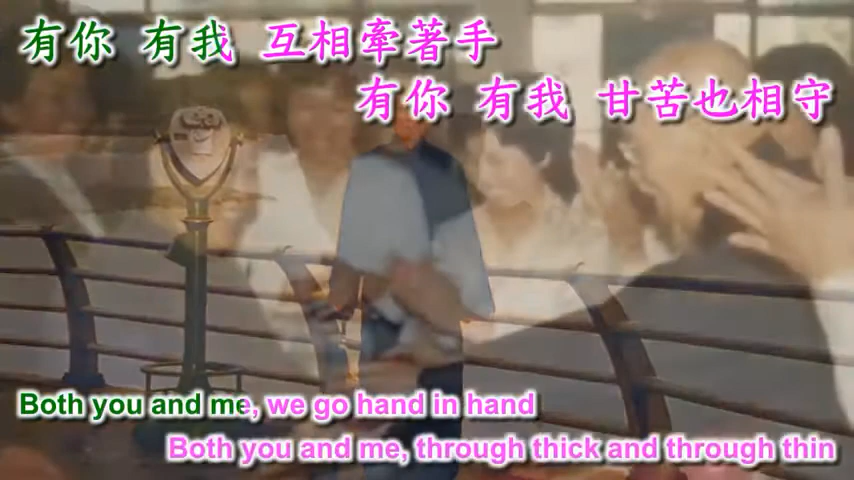 有你 有我 互相牽著手
有你 有我 甘苦也相守
Both you and me, we go hand in hand
Both you and me, through thick and through thin